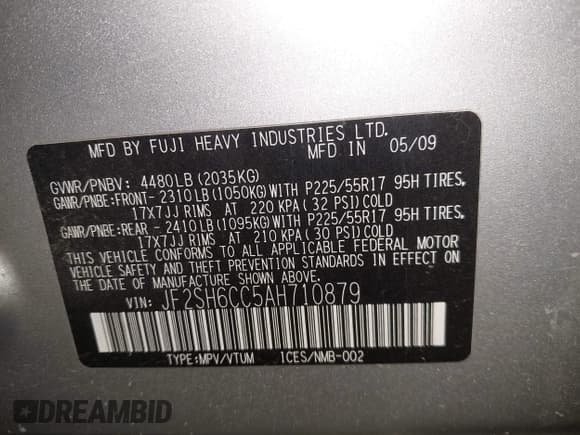 MFD BY FUJI HEAVY INDUSTRIES LTD.
MFD IN 05/09
GVWR/PNBV: 4480LB(2035KG)
GAWR/PNBE:FRONT- 2310LB(1050KG)WITH P225/55R17 95H TIRES,
17X7JJ RIMS AT 220 KPA(32 PSI)COLD
GAWR/PNBE:REAR - 2410LB(1095KG)WITH P225/55R17 95H TIRES,
17X7JJ RIMS AT 210 KPA(30 PSI)COLD
THIS VEHICLE CONFORMS TO ALL APPLICABLE FEDERAL MOTOR
VEHICLE SAFETY AND THEFT PREVENTION STANDARDS IN EFFECT ON
THE DATE OF MANUFACTURE SHOWN ABOVE.
VIN: JF2SH6CC5AH710879
TYPE:MPV/VTUM ICES/NMB-002
DREAMBID